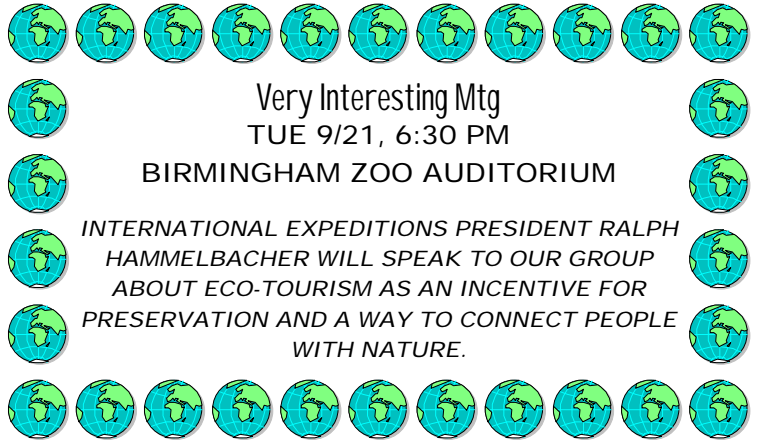 Very Interesting Mtg
TUE 9/21, 6:30 PM
BIRMINGHAM ZOO AUDITORIUM
INTERNATIONAL EXPEDITIONS PRESIDENT RALPH
HAMMELBACHER WILL SPEAK TO OUR GROUP
ABOUT ECO-TOURISM AS AN INCENTIVE FOR
PRESERVATION AND A WAY TO CONNECT PEOPLE
WITH NATURE.